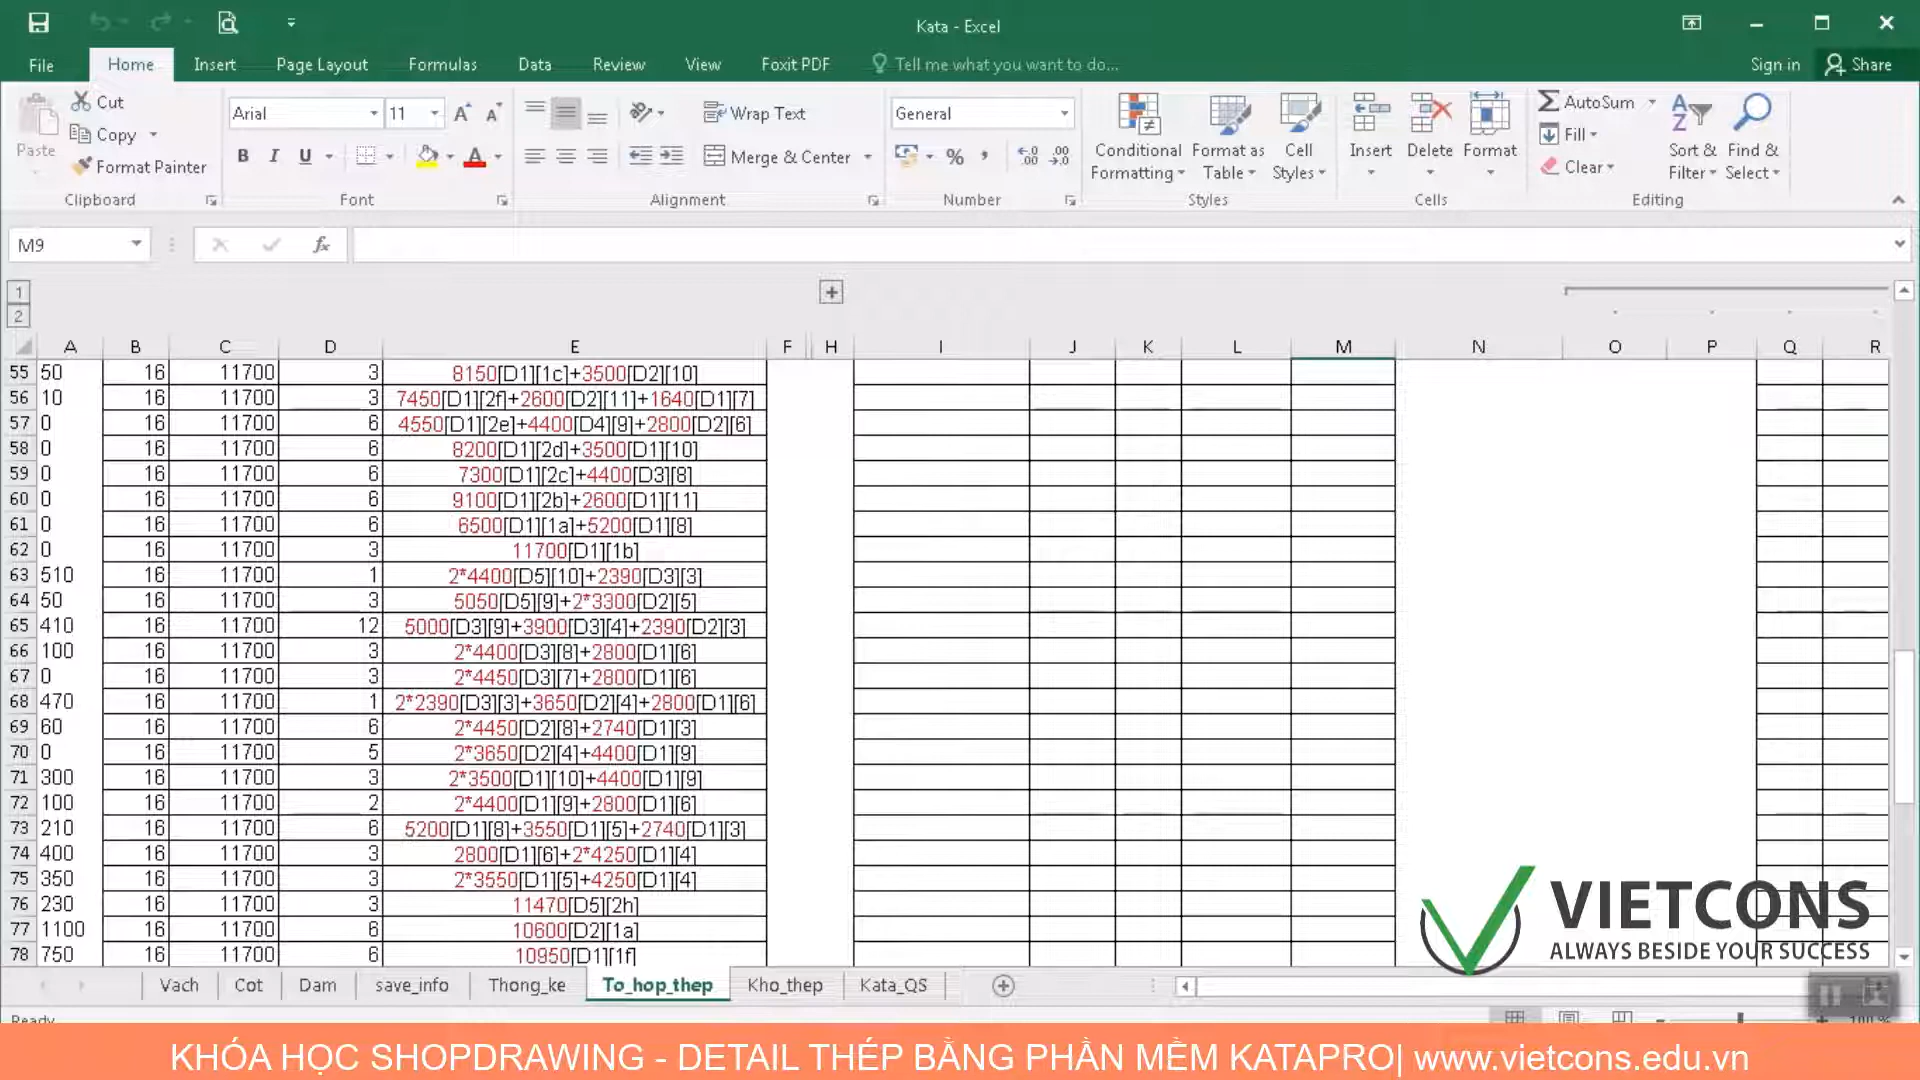 Kata - Excel
File Home Insert Page Layout Formulas Data Review View Foxit PDF Tell me what you want to do... Sign in Share
Paste Cut Copy Format Painter Clipboard
Arial 11 B I U Font
Wrap Text Merge & Center Alignment
General % Number
Conditional Formatting Format as Table Cell Styles Styles
Insert Delete Format Cells
AutoSum Fill Clear Sort & Filter Find & Select Editing
M9 fx
1
2
A B C D E F H I J K L M N O P Q R
55 50 16 11700 3 8150[D1][1c]+3500[D2][10]
56 10 16 11700 3 7450[D1][2f]+2600[D2][11]+1640[D1][7]
57 0 16 11700 6 4550[D1][2e]+4400[D4][9]+2800[D2][6]
58 0 16 11700 6 8200[D1][2d]+3500[D1][10]
59 0 16 11700 6 7300[D1][2c]+4400[D3][8]
60 0 16 11700 6 9100[D1][2b]+2600[D1][11]
61 0 16 11700 6 6500[D1][1a]+5200[D1][8]
62 0 16 11700 3 11700[D1][1b]
63 510 16 11700 1 2*4400[D5][10]+2390[D3][3]
64 50 16 11700 3 5050[D5][9]+2*3300[D2][5]
65 410 16 11700 12 5000[D3][9]+3900[D3][4]+2390[D2][3]
66 100 16 11700 3 2*4400[D3][8]+2800[D1][6]
67 0 16 11700 3 2*4450[D3][7]+2800[D1][6]
68 470 16 11700 1 2*2390[D3][3]+3650[D2][4]+2800[D1][6]
69 60 16 11700 6 2*4450[D2][8]+2740[D1][3]
70 0 16 11700 5 2*3650[D2][4]+4400[D1][9]
71 300 16 11700 3 2*3500[D1][10]+4400[D1][9]
72 100 16 11700 2 2*4400[D1][9]+2800[D1][6]
73 210 16 11700 6 5200[D1][8]+3550[D1][5]+2740[D1][3]
74 400 16 11700 3 2800[D1][6]+2*4250[D1][4]
75 350 16 11700 3 2*3550[D1][5]+4250[D1][4]
76 230 16 11700 3 11470[D5][2h]
77 1100 16 11700 6 10600[D2][1a]
78 750 16 11700 6 10950[D1][1f]
VIETCONS
ALWAYS BESIDE YOUR SUCCESS
Vach Cot Dam save_info Thong_ke To_hop_thep Kho_thep Kata_QS
Ready 100 %
KHÓA HỌC SHOPDRAWING - DETAIL THÉP BẰNG PHẦN MỀM KATAPRO| www.vietcons.edu.vn